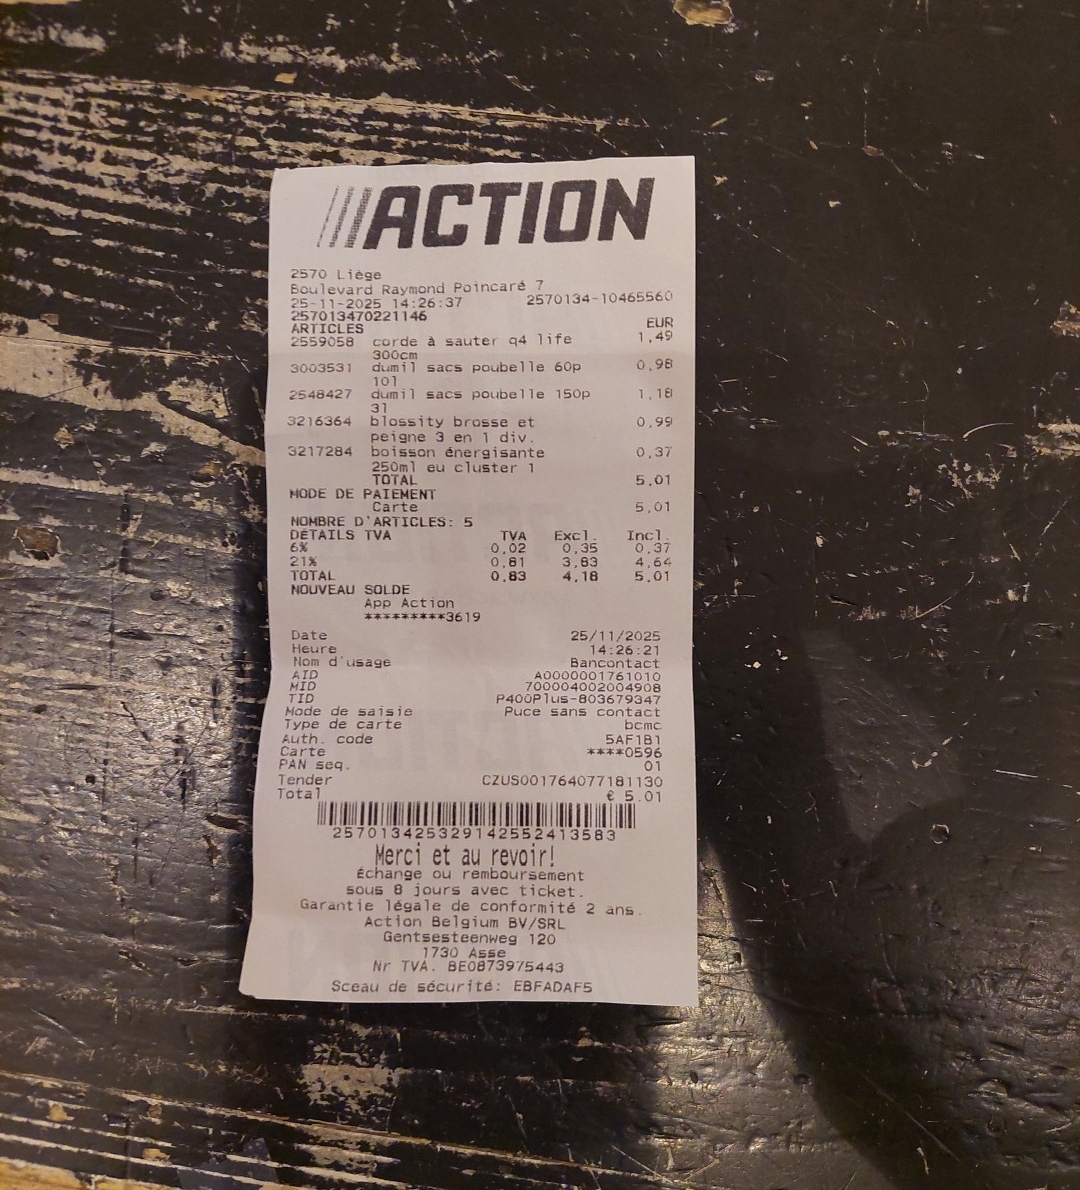 ACTION
2570 Liège
Boulevard Raymond Poincaré 7
25-11-2025 14:26:37 2570134-10465560
257013470221146
ARTICLES EUR
2559058 corde à sauter q4 life 1,49
300cm
3003531 dumil sacs poubelle 60p 0,98
10l
2548427 dumil sacs poubelle 150p 1,18
3l
3216364 blossity brosse et 0,99
peigne 3 en 1 div.
3217284 boisson énergisante 0,37
250ml eu cluster 1
TOTAL 5,01
MODE DE PAIEMENT
Carte 5,01
NOMBRE D'ARTICLES: 5
DÉTAILS TVA TVA Excl. Incl.
6% 0,02 0,35 0,37
21% 0,81 3,83 4,64
TOTAL 0,83 4,18 5,01
NOUVEAU SOLDE
App Action
*********3619
Date 25/11/2025
Heure 14:26:21
Nom d'usage Bancontact
AID A0000001761010
MID 700004002004908
TID P400Plus-803679347
Mode de saisie Puce sans contact
Type de carte bcmc
Auth. code 5AF1B1
Carte ****0596
PAN seq. 01
Tender CZUS001764077181130
Total € 5.01
2570134253291425524 13583
Merci et au revoir!
Échange ou remboursement
sous 8 jours avec ticket.
Garantie légale de conformité 2 ans.
Action Belgium BV/SRL
Gentsesteenweg 120
1730 Asse
Nr TVA. BE0873975443
Sceau de sécurité: EBFADAF5